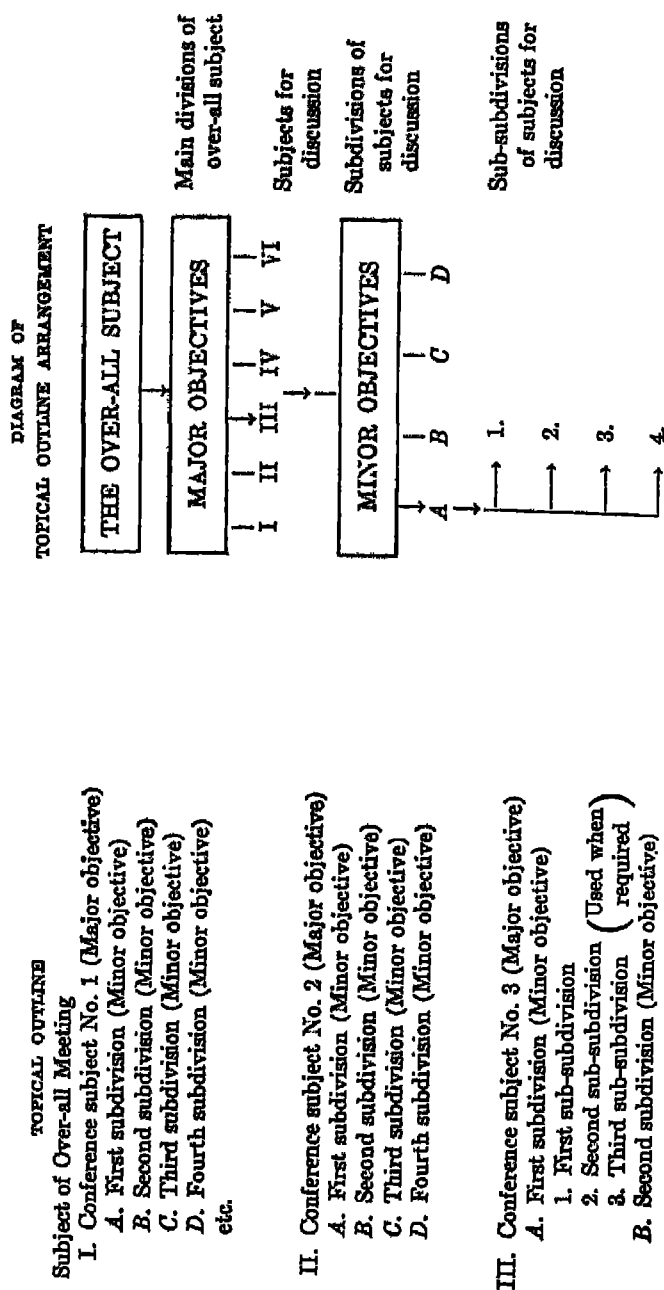 TOPICAL OUTLINE
Subject of Over-all Meeting
I. Conference subject No. 1 (Major objective)
A. First subdivision (Minor objective)
B. Second subdivision (Minor objective)
C. Third subdivision (Minor objective)
D. Fourth subdivision (Minor objective)
etc.
II. Conference subject No. 2 (Major objective)
A. First subdivision (Minor objective)
B. Second subdivision (Minor objective)
C. Third subdivision (Minor objective)
D. Fourth subdivision (Minor objective)
III. Conference subject No. 3 (Major objective)
A. First subdivision (Minor objective)
1. First sub-subdivision
2. Second sub-subdivision (Used when
3. Third sub-subdivision required)
B. Second subdivision (Minor objective)
DIAGRAM OF
TOPICAL OUTLINE ARRANGEMENT
THE OVER-ALL SUBJECT
MAJOR OBJECTIVES
Main divisions of
over-all subject
I II III IV V VI
Subjects for
discussion
MINOR OBJECTIVES
Subdivisions of
subjects for
discussion
A B C D
1.
2.
3.
4.
Sub-subdivisions
of subjects for
discussion